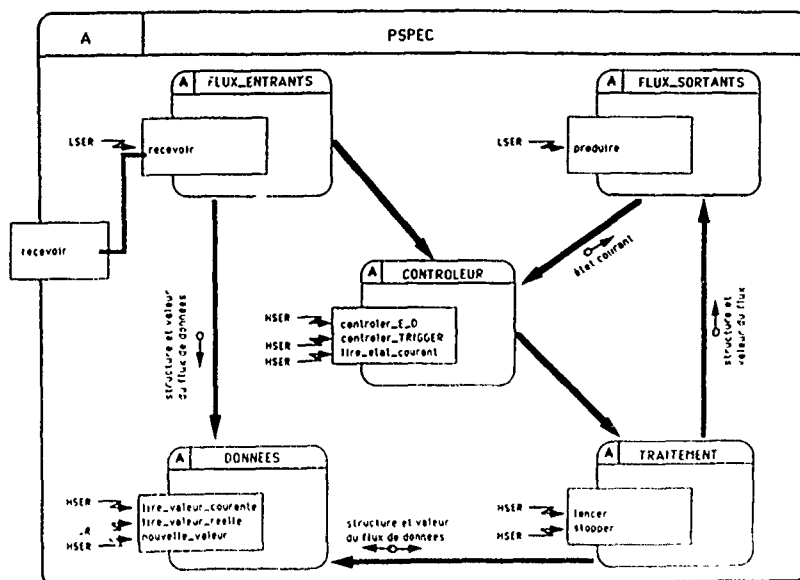 A PSPEC
A FLUX_ENTRANTS
A FLUX_SORTANTS
LSER
recevoir
LSER
produire
recevoir
état courant
A CONTROLEUR
HSER
controler_E_D
HSER
controler_TRIGGER
HSER
lire_etat_courant
structure et valeur
du flux de données
structure et
valeur du flux
A DONNEES
HSER
lire_valeur_courante
lire_valeur_reelle
HSER
nouvelle_valeur
structure et valeur
du flux de données
A TRAITEMENT
HSER
lancer
HSER
stopper